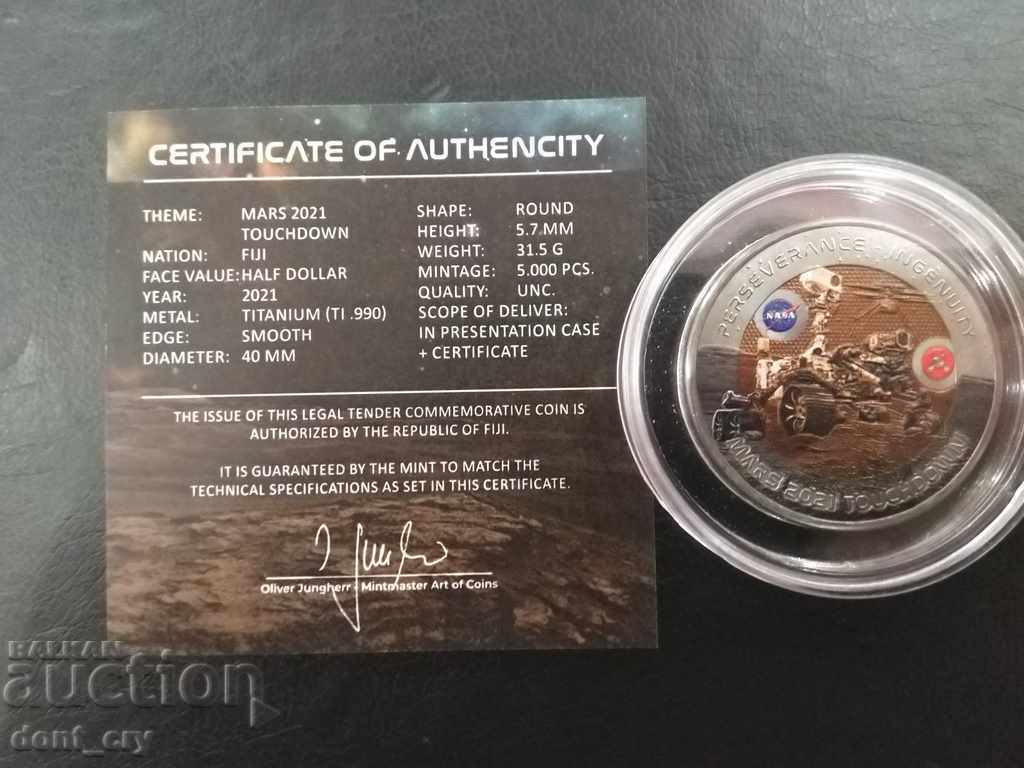 CERTIFICATE OF AUTHENCITY
THEME: MARS 2021
TOUCHDOWN
NATION: FIJI
FACE VALUE: HALF DOLLAR
YEAR: 2021
METAL: TITANIUM (TI .990)
EDGE: SMOOTH
DIAMETER: 40 MM
SHAPE: ROUND
HEIGHT: 5.7 MM
WEIGHT: 31.5 G
MINTAGE: 5.000 PCS.
QUALITY: UNC.
SCOPE OF DELIVER:
IN PRESENTATION CASE
+ CERTIFICATE
THE ISSUE OF THIS LEGAL TENDER COMMEMORATIVE COIN IS
AUTHORIZED BY THE REPUBLIC OF FIJI.
IT IS GUARANTEED BY THE MINT TO MATCH THE
TECHNICAL SPECIFICATIONS AS SET IN THIS CERTIFICATE.
Oliver Jungherr - Mintmaster Art of Coins
PERSEVERANCE - INGENUITY
NASA
MARS 2021 TOUCHDOWN
BALKAN
auction
dont_cry